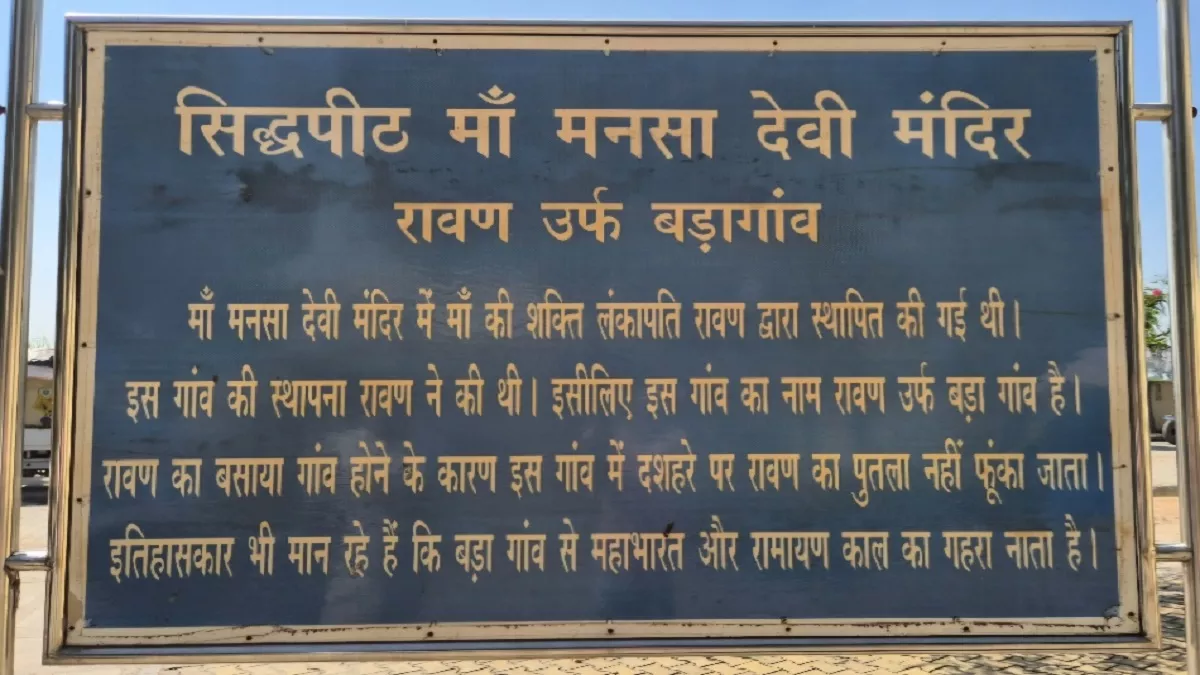 सिद्धपीठ माँ मनसा देवी मंदिर
रावण उर्फ बड़ागांव
माँ मनसा देवी मंदिर में माँ की शक्ति लंकापति रावण द्वारा स्थापित की गई थी।
इस गांव की स्थापना रावण ने की थी। इसीलिए इस गांव का नाम रावण उर्फ बड़ा गांव है।
रावण का बसाया गांव होने के कारण इस गांव में दशहरे पर रावण का पुतला नहीं फूंका जाता।
इतिहासकार भी मान रहे हैं कि बड़ा गांव से महाभारत और रामायण काल का गहरा नाता है।